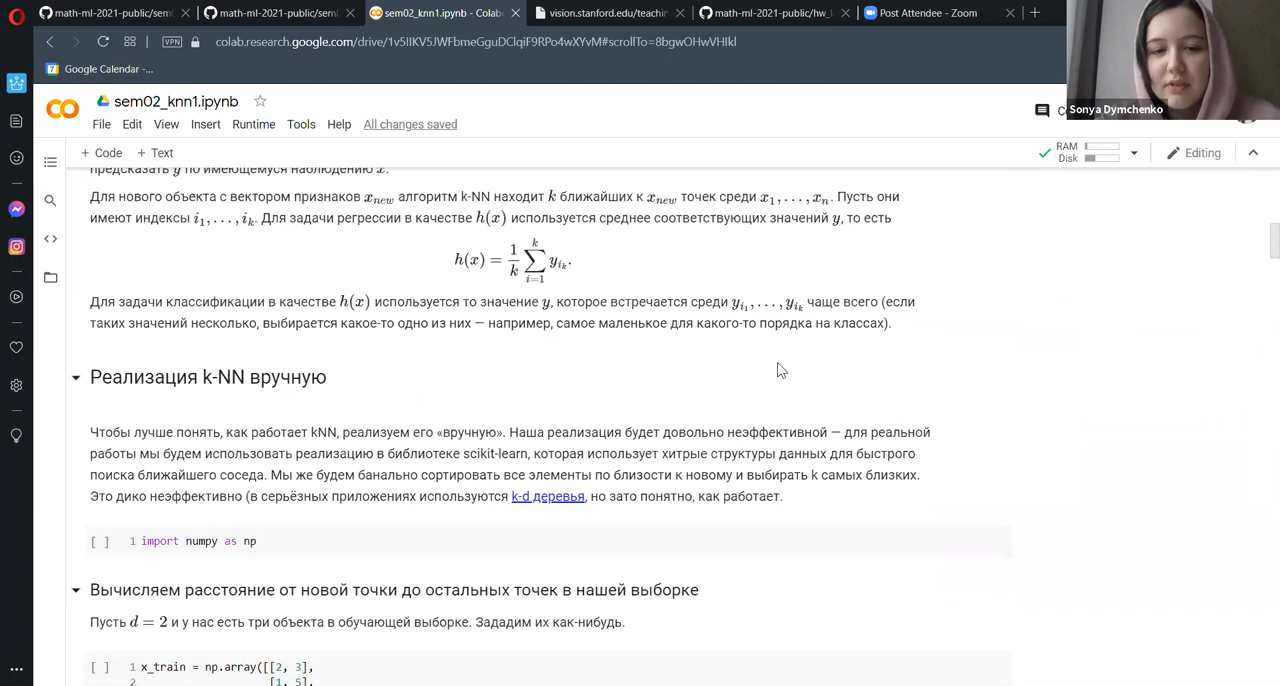 math-ml-2021-public/sem
math-ml-2021-public/sem
sem02_knn1.ipynb - Colab
vision.stanford.edu/teachin
math-ml-2021-public/hw_
Post Attendee - Zoom
VPN colab.research.google.com/drive/1v5IIKV5JWFbmeGguDClqiF9RPo4wXYvM#scrollTo=8bgwOHwVHIkl
Google Calendar -...
Sonya Dymchenko
sem02_knn1.ipynb
File Edit View Insert Runtime Tools Help All changes saved
+ Code + Text
RAM
Disk
Editing
предсказать y по имеющемуся наблюдению x.
Для нового объекта с вектором признаков x_new алгоритм k-NN находит k ближайших к x_new точек среди x_1, . . . , x_n. Пусть они
имеют индексы i_1, . . . , i_k. Для задачи регрессии в качестве h(x) используется среднее соответствующих значений y, то есть
h(x) = 1/k ∑_{i=1}^{k} y_{i_k}.
Для задачи классификации в качестве h(x) используется то значение y, которое встречается среди y_{i_1}, . . . , y_{i_k} чаще всего (если
таких значений несколько, выбирается какое-то одно из них — например, самое маленькое для какого-то порядка на классах).
Реализация k-NN вручную
Чтобы лучше понять, как работает kNN, реализуем его «вручную». Наша реализация будет довольно неэффективной — для реальной
работы мы будем использовать реализацию в библиотеке scikit-learn, которая использует хитрые структуры данных для быстрого
поиска ближайшего соседа. Мы же будем банально сортировать все элементы по близости к новому и выбирать k самых близких.
Это дико неэффективно (в серьёзных приложениях используются k-d деревья, но зато понятно, как работает.
[ ] 1 import numpy as np
Вычисляем расстояние от новой точки до остальных точек в нашей выборке
Пусть d = 2 и у нас есть три объекта в обучающей выборке. Зададим их как-нибудь.
[ ] 1 x_train = np.array([[2, 3],
2 [1, 5],